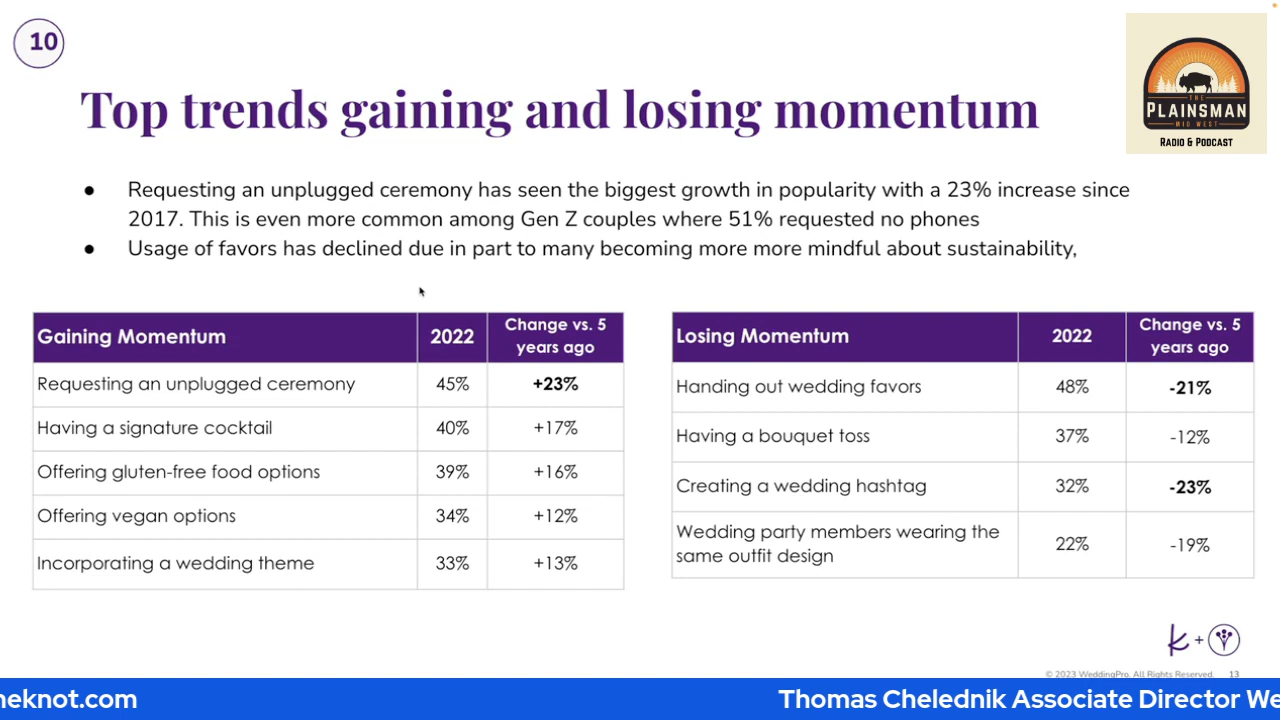 10
Top trends gaining and losing momentum
THE
PLAINSMAN
MID WEST
RADIO & PODCAST
● Requesting an unplugged ceremony has seen the biggest growth in popularity with a 23% increase since
2017. This is even more common among Gen Z couples where 51% requested no phones
● Usage of favors has declined due in part to many becoming more more mindful about sustainability,
Gaining Momentum 2022 Change vs. 5 years ago
Requesting an unplugged ceremony 45% +23%
Having a signature cocktail 40% +17%
Offering gluten-free food options 39% +16%
Offering vegan options 34% +12%
Incorporating a wedding theme 33% +13%
Losing Momentum 2022 Change vs. 5 years ago
Handing out wedding favors 48% -21%
Having a bouquet toss 37% -12%
Creating a wedding hashtag 32% -23%
Wedding party members wearing the
same outfit design 22% -19%
k +
© 2023 WeddingPro. All Rights Reserved. 13
neknot.com Thomas Chelednik Associate Director We